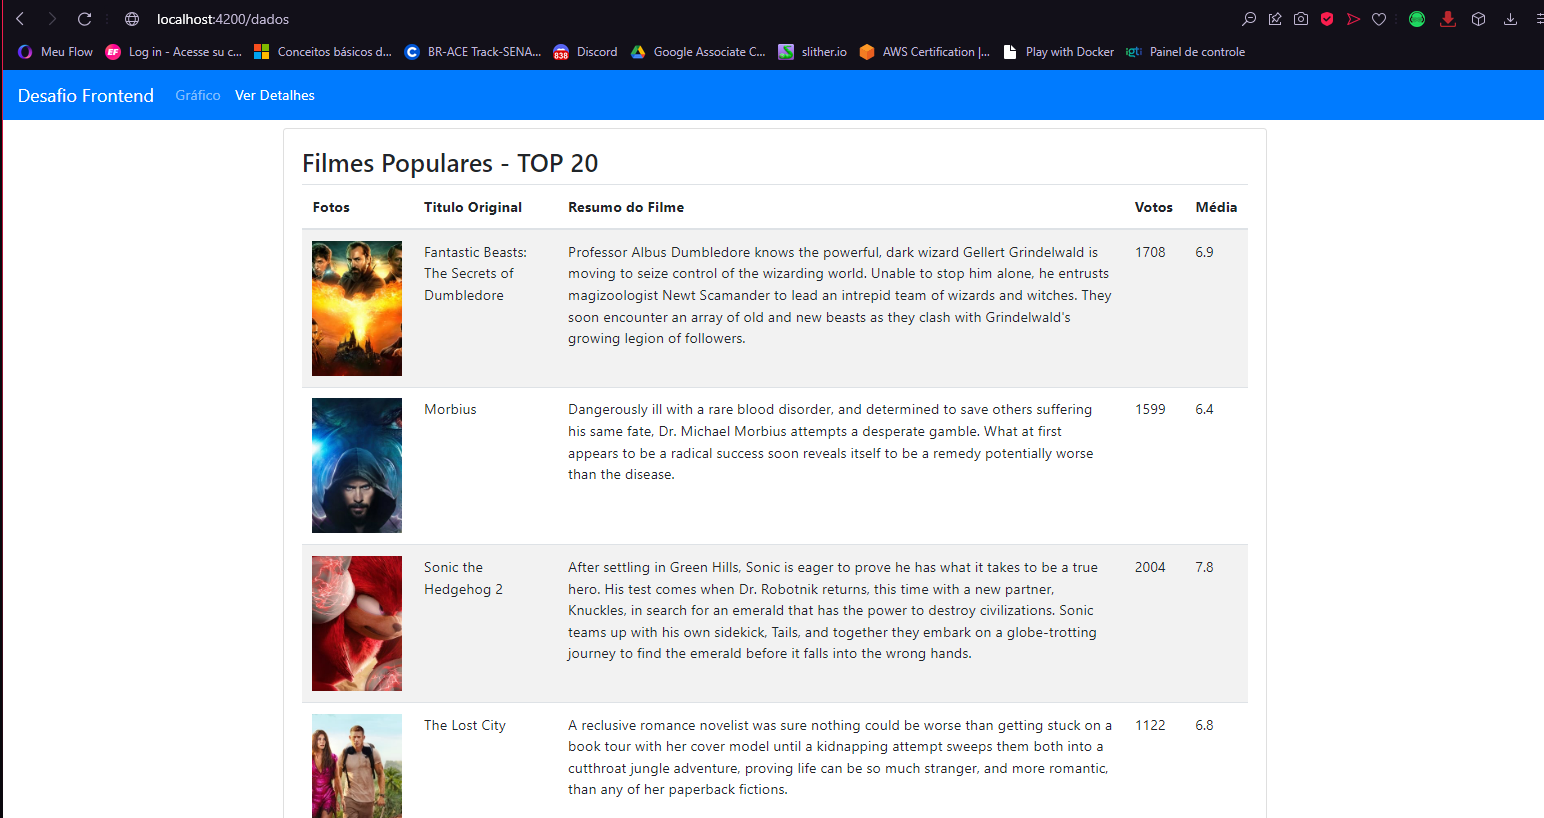 localhost:4200/dados
Meu Flow
EF Log in - Acesse su c...
Conceitos básicos d...
C BR-ACE Track-SENA...
838 Discord
Google Associate C...
slither.io
AWS Certification |...
Play with Docker
igti Painel de controle
Desafio Frontend Gráfico Ver Detalhes
Filmes Populares - TOP 20
Fotos Titulo Original Resumo do Filme Votos Média
Fantastic Beasts:
The Secrets of
Dumbledore
Professor Albus Dumbledore knows the powerful, dark wizard Gellert Grindelwald is
moving to seize control of the wizarding world. Unable to stop him alone, he entrusts
magizoologist Newt Scamander to lead an intrepid team of wizards and witches. They
soon encounter an array of old and new beasts as they clash with Grindelwald's
growing legion of followers.
1708
6.9
Morbius
Dangerously ill with a rare blood disorder, and determined to save others suffering
his same fate, Dr. Michael Morbius attempts a desperate gamble. What at first
appears to be a radical success soon reveals itself to be a remedy potentially worse
than the disease.
1599
6.4
Sonic the
Hedgehog 2
After settling in Green Hills, Sonic is eager to prove he has what it takes to be a true
hero. His test comes when Dr. Robotnik returns, this time with a new partner,
Knuckles, in search for an emerald that has the power to destroy civilizations. Sonic
teams up with his own sidekick, Tails, and together they embark on a globe-trotting
journey to find the emerald before it falls into the wrong hands.
2004
7.8
The Lost City
A reclusive romance novelist was sure nothing could be worse than getting stuck on a
book tour with her cover model until a kidnapping attempt sweeps them both into a
cutthroat jungle adventure, proving life can be so much stranger, and more romantic,
than any of her paperback fictions.
1122
6.8